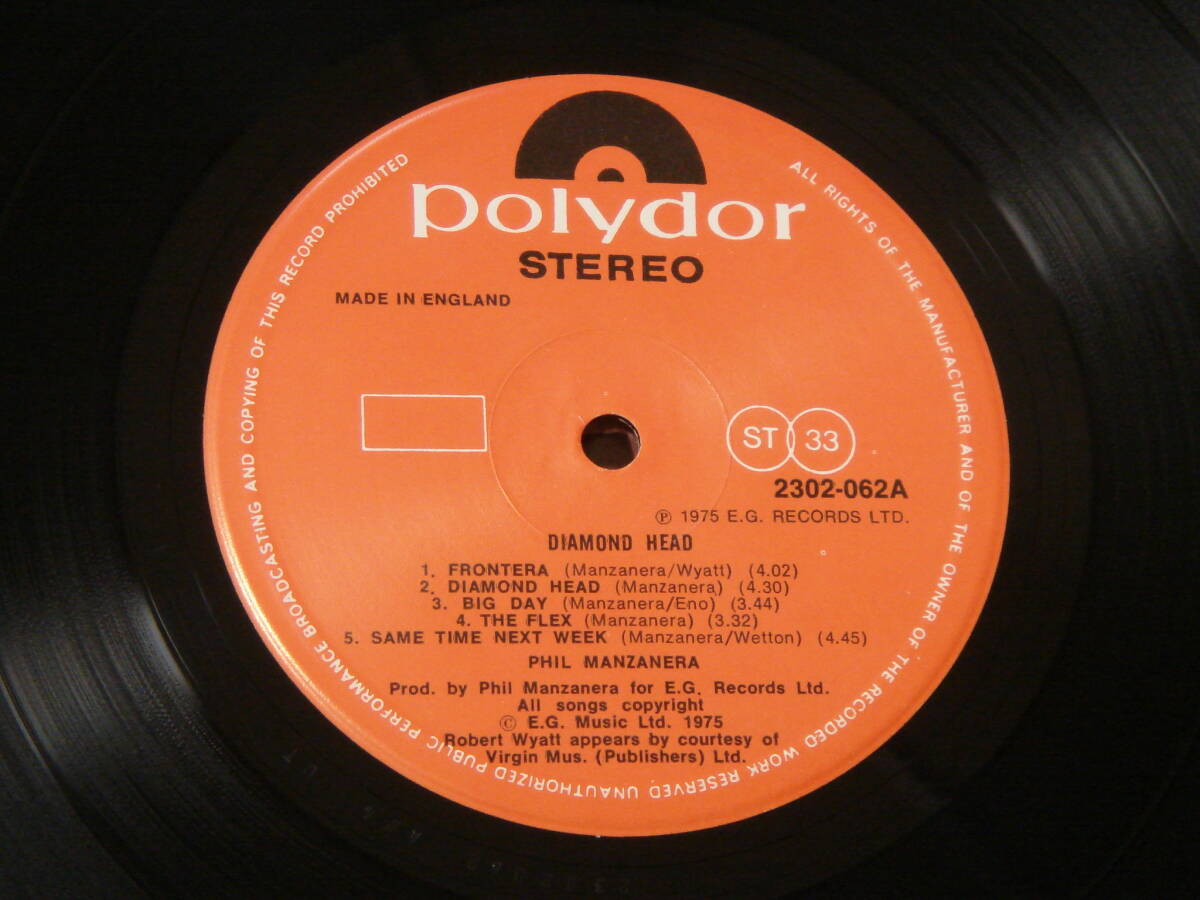 polydor
STEREO
MADE IN ENGLAND
ST 33
2302-062A
℗ 1975 E.G. RECORDS LTD.
DIAMOND HEAD
1. FRONTERA (Manzanera/Wyatt) (4.02)
2. DIAMOND HEAD (Manzanera) (4.30)
3. BIG DAY (Manzanera/Eno) (3.44)
4. THE FLEX (Manzanera) (3.32)
5. SAME TIME NEXT WEEK (Manzanera/Wetton) (4.45)
PHIL MANZANERA
Prod. by Phil Manzanera for E.G. Records Ltd.
All songs copyright
© E.G. Music Ltd. 1975
Robert Wyatt appears by courtesy of
Virgin Mus. (Publishers) Ltd.
ALL RIGHTS OF THE MANUFACTURER AND OF THE OWNER OF THE RECORDED WORK RESERVED UNAUTHORIZED PUBLIC PERFORMANCE BROADCASTING AND COPYING OF THIS RECORD PROHIBITED